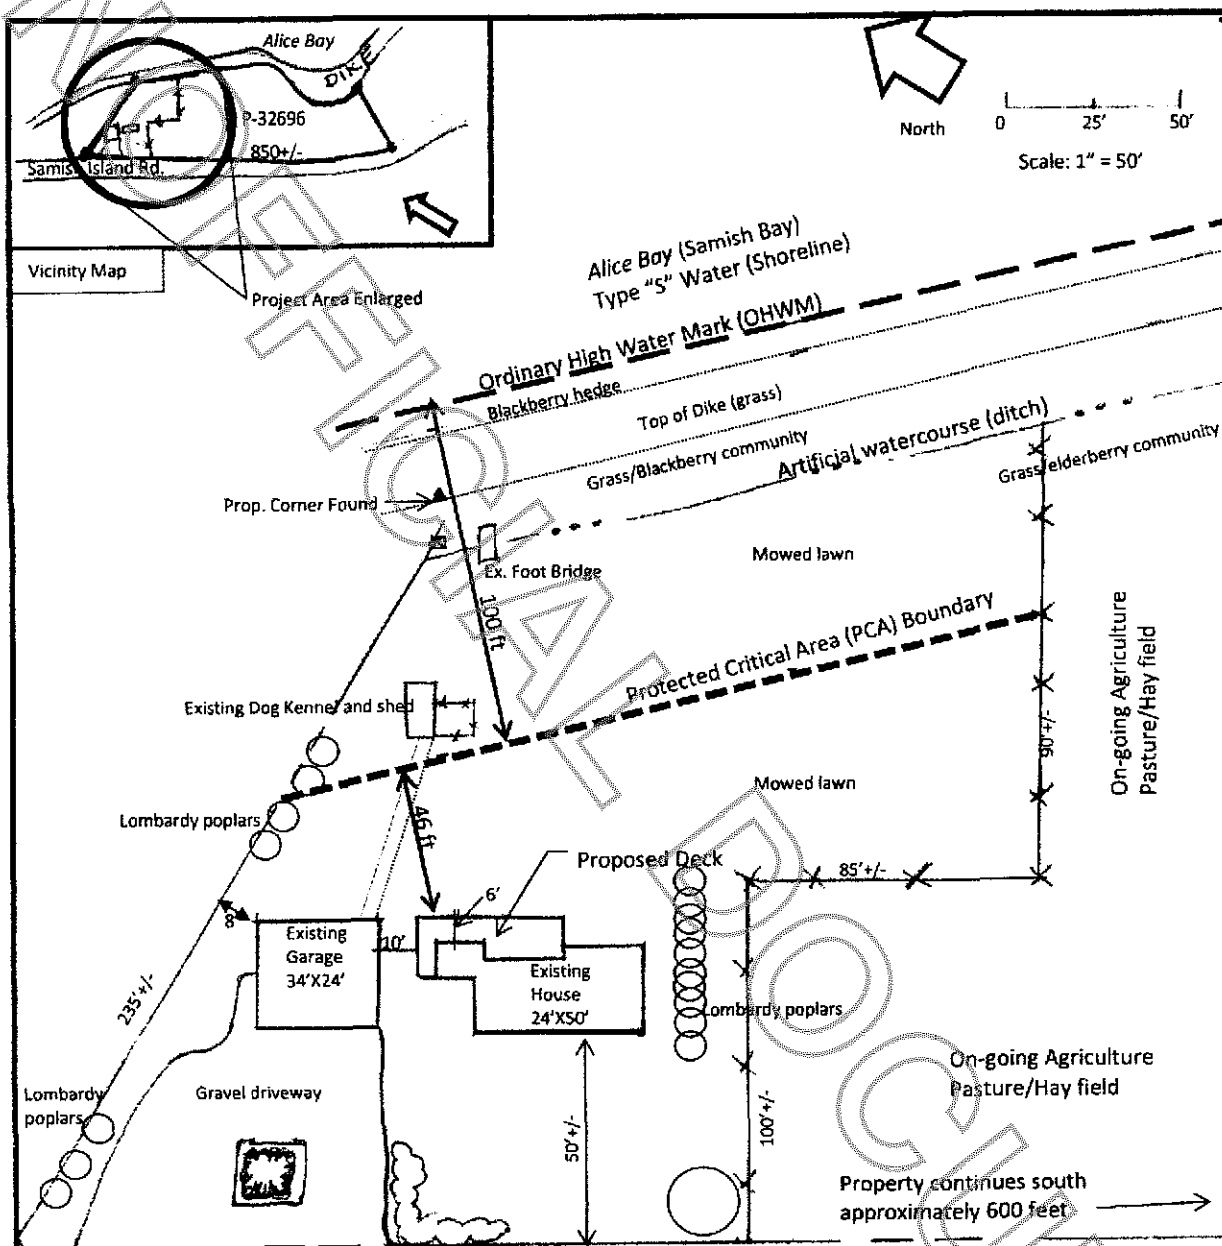 Alice Bay
DIKE
P-32696
850+/-
Samish Island Rd.
Vicinity Map
Project Area Enlarged
North
0
25'
50'
Scale: 1" = 50'
Alice Bay (Samish Bay)
Type "S" Water (Shoreline)
Ordinary High Water Mark (OHWM)
Blackberry hedge
Top of Dike (grass)
Grass/Blackberry community
Artificial watercourse (ditch)
Grass/elderberry community
Prop. Corner Found
Ex. Foot Bridge
Mowed lawn
100 ft
Protected Critical Area (PCA) Boundary
On-going Agriculture
Pasture/Hay field
Existing Dog Kennel and shed
90'+/-
Mowed lawn
Lombardy poplars
46 ft
Proposed Deck
85'+/-
6'
8'
Existing
Garage
34'X24'
10'
Existing
House
24'X50'
Lombardy poplars
235'+/-
On-going Agriculture
Pasture/Hay field
Lombardy
poplars
Gravel driveway
50'+/-
100'+/-
Property continues south
approximately 600 feet
UNOFFICIAL DOCU